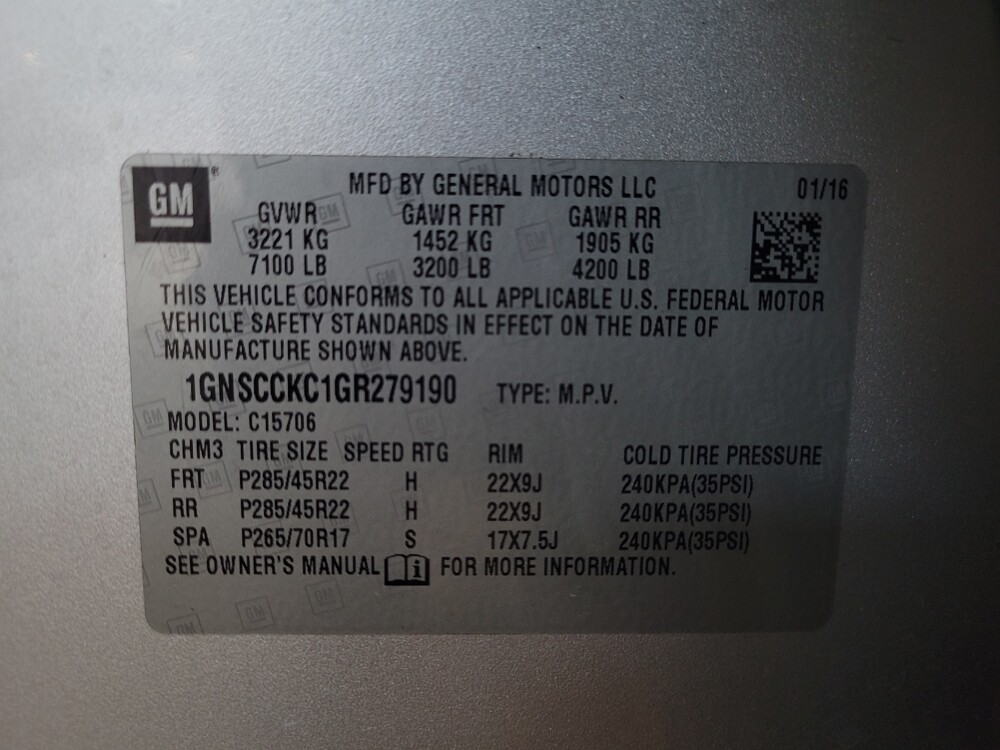 GM® MFD BY GENERAL MOTORS LLC 01/16
GVWR GAWR FRT GAWR RR
3221 KG 1452 KG 1905 KG
7100 LB 3200 LB 4200 LB
THIS VEHICLE CONFORMS TO ALL APPLICABLE U.S. FEDERAL MOTOR
VEHICLE SAFETY STANDARDS IN EFFECT ON THE DATE OF
MANUFACTURE SHOWN ABOVE.
1GNSCCKC1GR279190 TYPE: M.P.V.
MODEL: C15706
CHM3 TIRE SIZE SPEED RTG RIM COLD TIRE PRESSURE
FRT P285/45R22 H 22X9J 240KPA(35PSI)
RR P285/45R22 H 22X9J 240KPA(35PSI)
SPA P265/70R17 S 17X7.5J 240KPA(35PSI)
SEE OWNER'S MANUAL i FOR MORE INFORMATION.